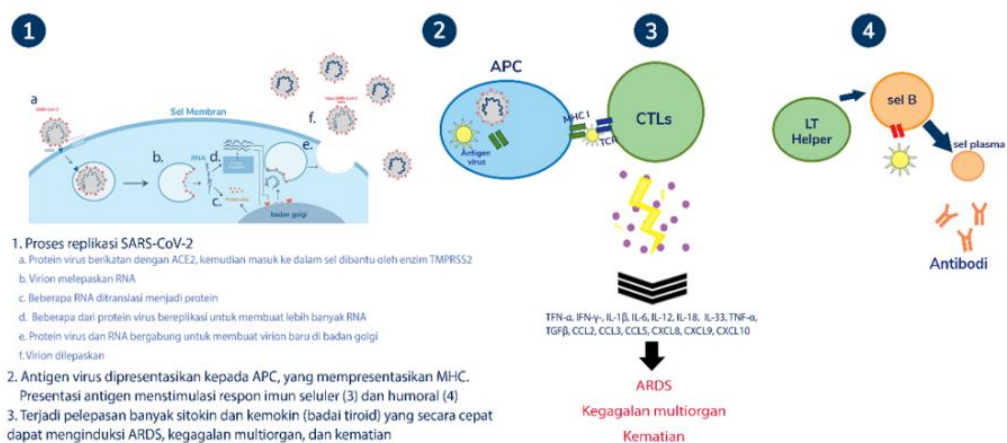 1
2
3
4
a
Sel Membran
f.
b.
RNA
d.
e.
c.
badan golgi
APC
Antigen virus
MHC I
TCR
CTLs
LT Helper
sel B
sel plasma
Antibodi
1. Proses replikasi SARS-CoV-2
a. Protein virus berikatan dengan ACE2, kemudian masuk ke dalam sel dibantu oleh enzim TMPRSS2
b. Virion melepaskan RNA
c. Beberapa RNA ditranslasi menjadi protein
d. Beberapa dari protein virus bereplikasi untuk membuat lebih banyak RNA
e. Protein virus dan RNA bergabung untuk membuat virion baru di badan golgi
f. Virion dilepaskan
2. Antigen virus dipresentasikan kepada APC, yang mempresentasikan MHC.
Presentasi antigen menstimulasi respon imun seluler (3) dan humoral (4)
3. Terjadi pelepasan banyak sitokin dan kemokin (badai tiroid) yang secara cepat
dapat menginduksi ARDS, kegagalan multiorgan, dan kematian
TFN-α, IFN-γ-, IL-1β, IL-6, IL-12, IL-18, IL-33, TNF-α,
TGFβ, CCL2, CCL3, CCL5, CXCL8, CXCL9, CXCL10
ARDS
Kegagalan multiorgan
Kematian